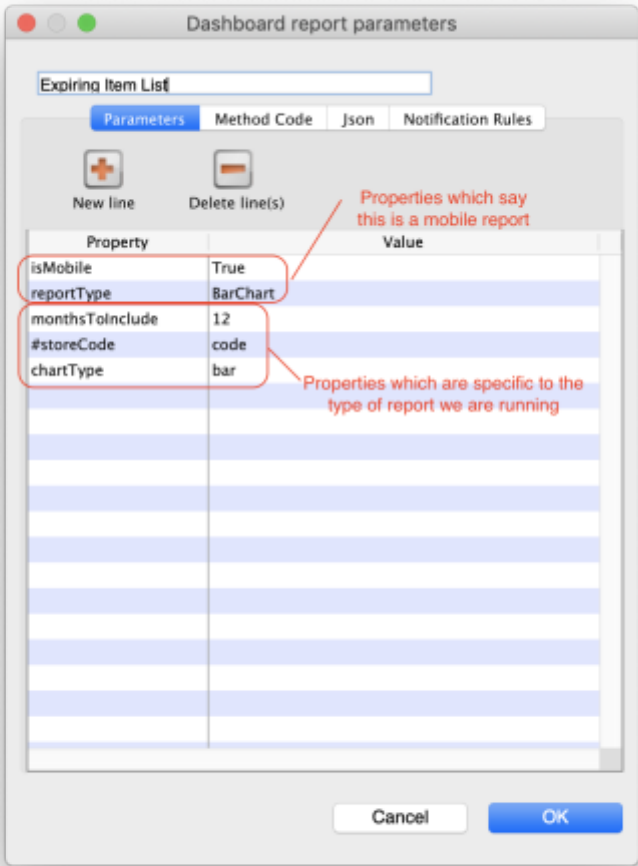 Dashboard report parameters
Expiring Item List
Parameters Method Code Json Notification Rules
New line Delete line(s)
Properties which say
this is a mobile report
Property Value
isMobile True
reportType BarChart
monthsToInclude 12
#storeCode code
chartType bar
Properties which are specific to the
type of report we are running
Cancel OK